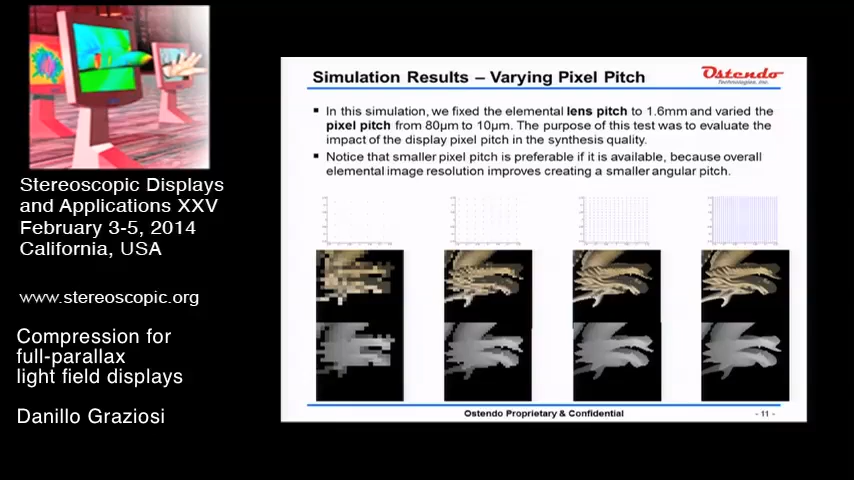 Stereoscopic Displays
and Applications XXV
February 3-5, 2014
California, USA
www.stereoscopic.org
Compression for
full-parallax
light field displays
Danillo Graziosi
Simulation Results – Varying Pixel Pitch
Ostendo
Technologies, Inc.
▪ In this simulation, we fixed the elemental lens pitch to 1.6mm and varied the
pixel pitch from 80µm to 10µm. The purpose of this test was to evaluate the
impact of the display pixel pitch in the synthesis quality.
▪ Notice that smaller pixel pitch is preferable if it is available, because overall
elemental image resolution improves creating a smaller angular pitch.
Ostendo Proprietary & Confidential
- 11 -